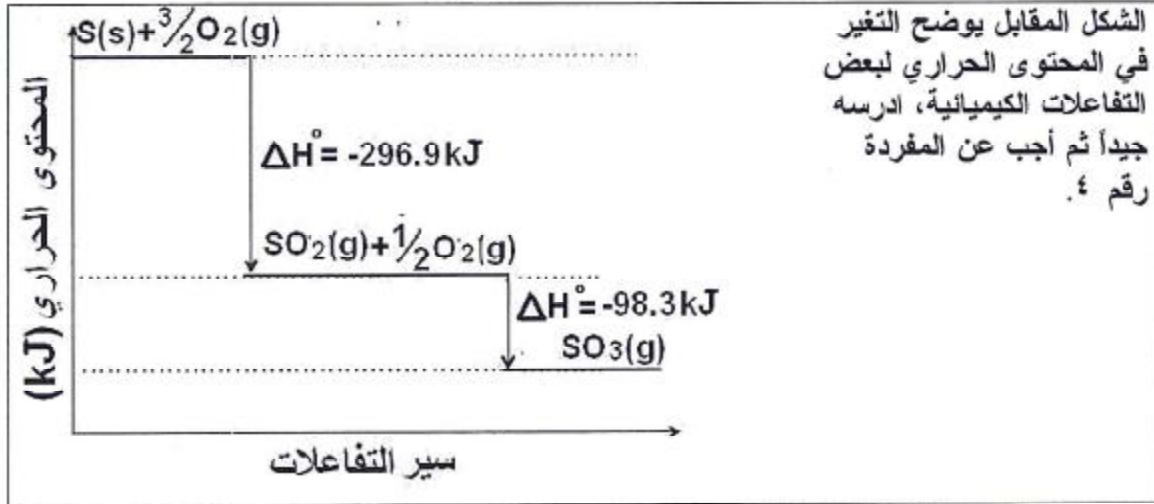 الشكل المقابل يوضح التغير
في المحتوى الحراري لبعض
التفاعلات الكيميائية، ادرسه
جيداً ثم أجب عن المفردة
رقم ٤.
S(s)+3/2O2(g)
ΔH°= -296.9kJ
SO2(g)+1/2O2(g)
ΔH°= -98.3kJ
SO3(g)
المحتوى الحراري (kJ)
سير التفاعلات